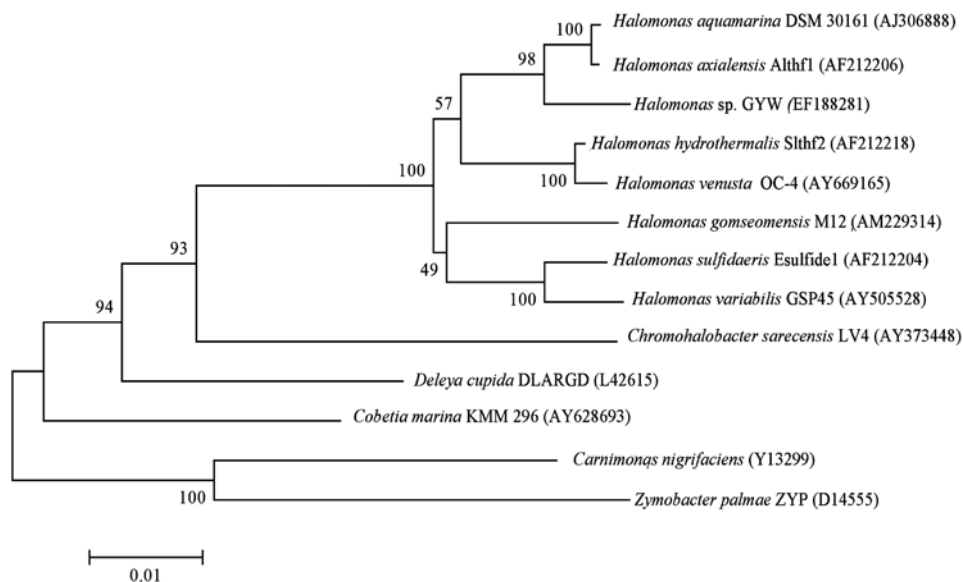 Halomonas aquamarina DSM 30161 (AJ306888)
100
Halomonas axialensis Althf1 (AF212206)
98
Halomonas sp. GYW (EF188281)
57
Halomonas hydrothermalis Slthf2 (AF212218)
100
100
Halomonas venusta OC-4 (AY669165)
Halomonas gomseomensis M12 (AM229314)
93
49
Halomonas sulfidaeris Esulfide1 (AF212204)
100
Halomonas variabilis GSP45 (AY505528)
94
Chromohalobacter sarecensis LV4 (AY373448)
Deleya cupida DLARGD (L42615)
Cobetia marina KMM 296 (AY628693)
Carnimonas nigrifaciens (Y13299)
100
Zymobacter palmae ZYP (D14555)
0.01